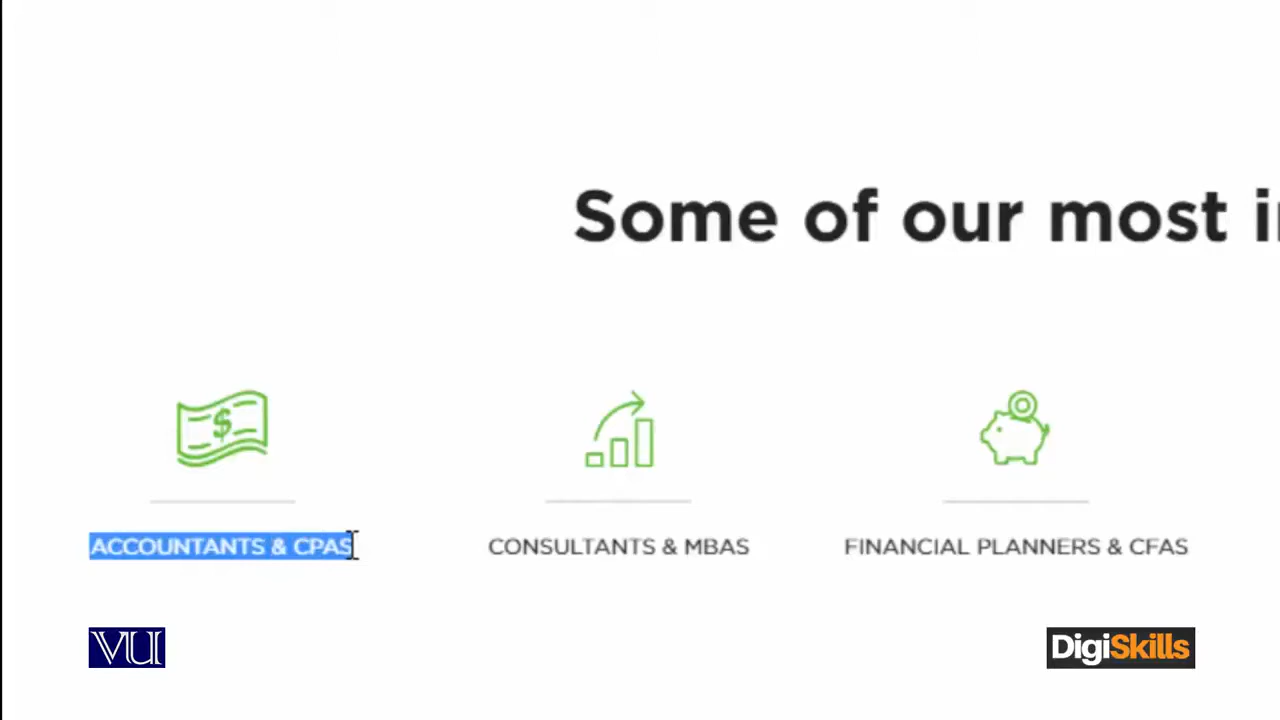 Some of our most
$
ACCOUNTANTS & CPAS
CONSULTANTS & MBAS
FINANCIAL PLANNERS & CFAS
VU
DigiSkills